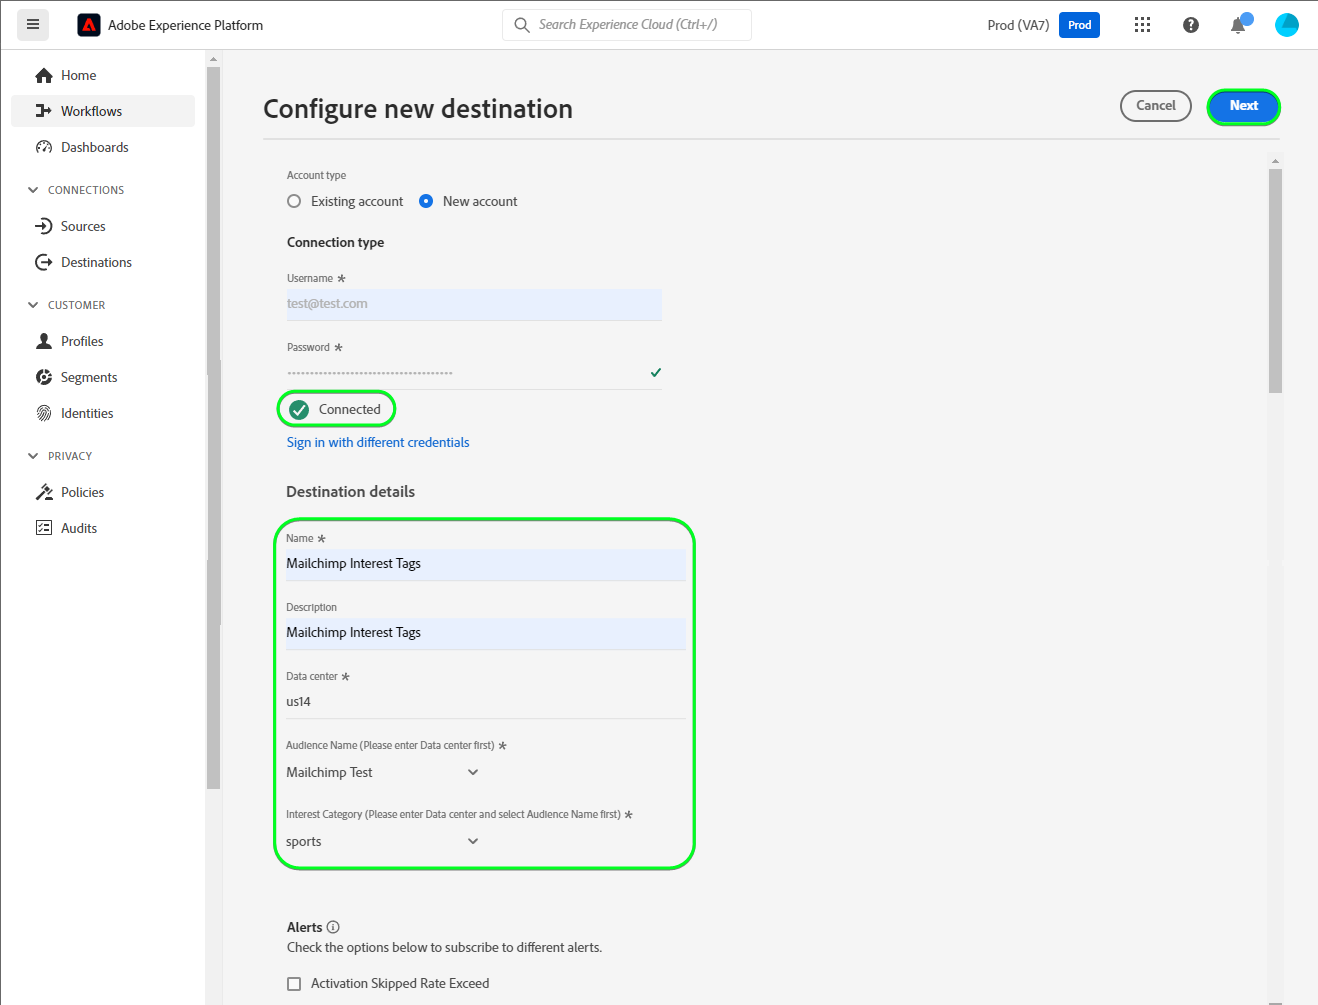 Adobe Experience Platform
Search Experience Cloud (Ctrl+/)
Prod (VA7)
Prod
Home
Workflows
Dashboards
CONNECTIONS
Sources
Destinations
CUSTOMER
Profiles
Segments
Identities
PRIVACY
Policies
Audits
Configure new destination
Cancel
Next
Account type
Existing account
New account
Connection type
Username *
test@test.com
Password *
Connected
Sign in with different credentials
Destination details
Name *
Mailchimp Interest Tags
Description
Mailchimp Interest Tags
Data center *
us14
Audience Name (Please enter Data center first) *
Mailchimp Test
Interest Category (Please enter Data center and select Audience Name first) *
sports
Alerts
Check the options below to subscribe to different alerts.
Activation Skipped Rate Exceed